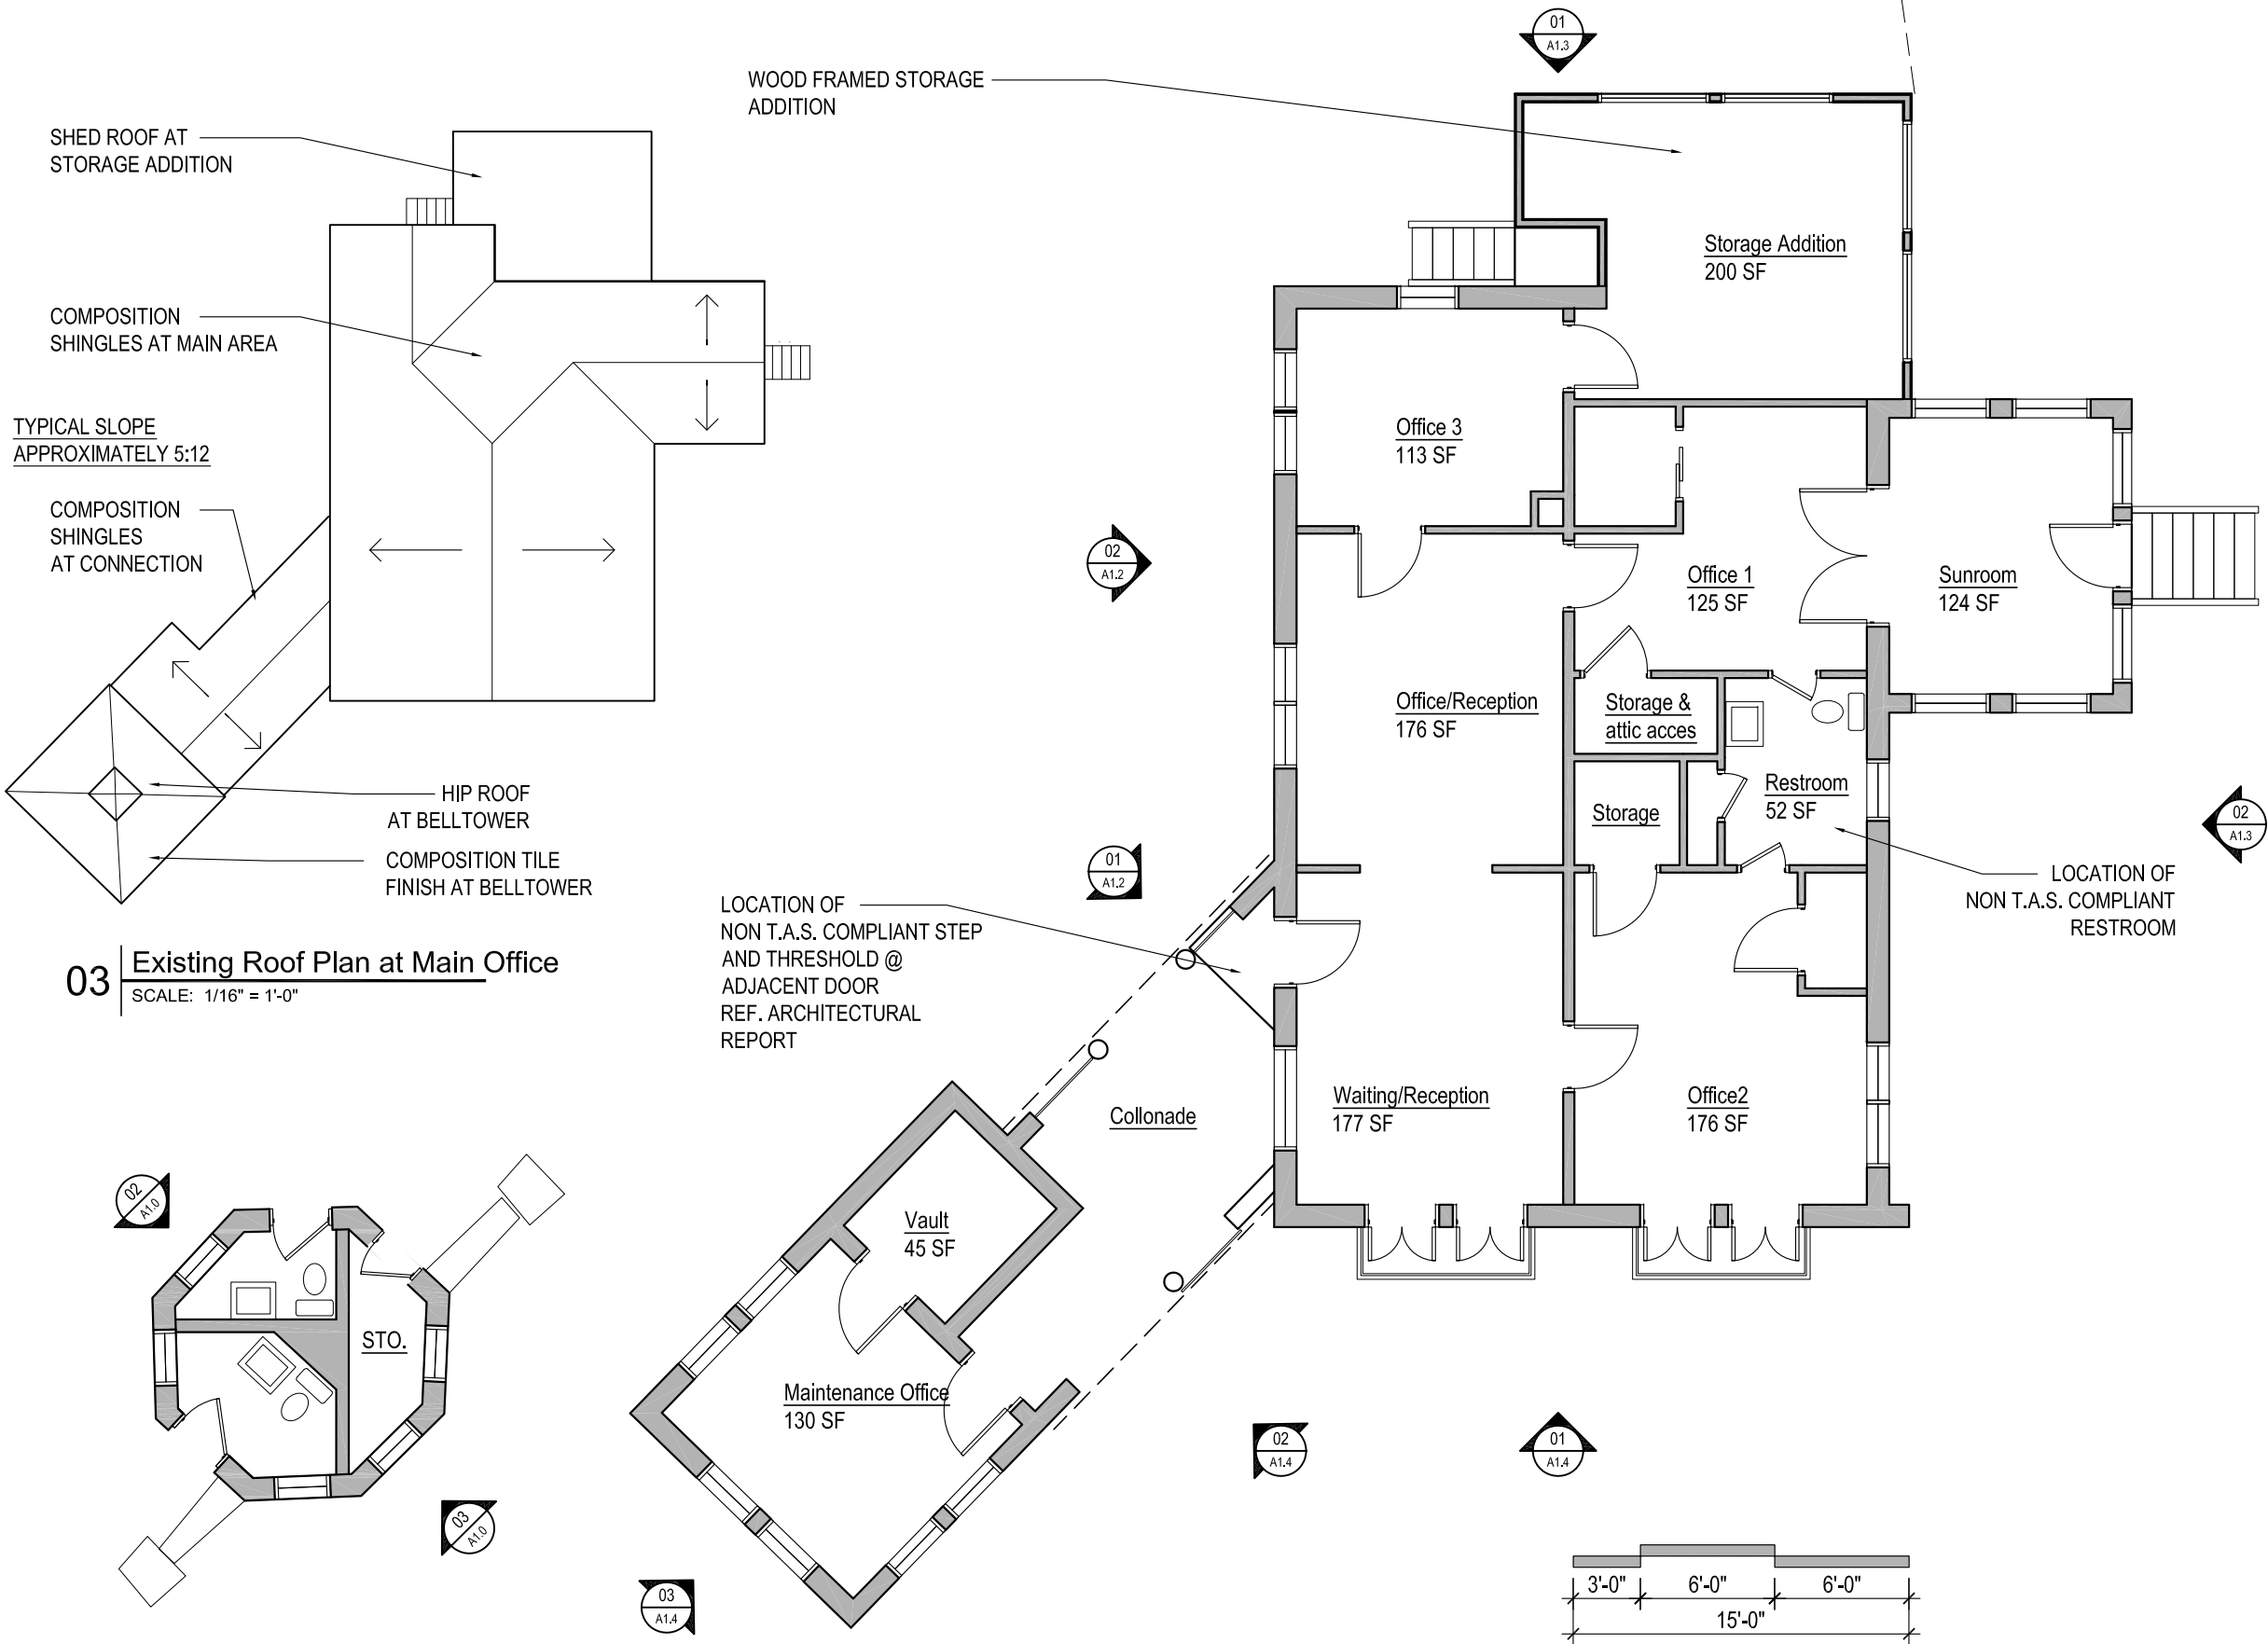 01
A1.3
WOOD FRAMED STORAGE
ADDITION
SHED ROOF AT
STORAGE ADDITION
COMPOSITION
SHINGLES AT MAIN AREA
TYPICAL SLOPE
APPROXIMATELY 5:12
COMPOSITION
SHINGLES
AT CONNECTION
HIP ROOF
AT BELLTOWER
COMPOSITION TILE
FINISH AT BELLTOWER
03
Existing Roof Plan at Main Office
SCALE: 1/16" = 1'-0"
Storage Addition
200 SF
Office 3
113 SF
02
A1.2
Office 1
125 SF
Sunroom
124 SF
Office/Reception
176 SF
Storage &
attic acces
Restroom
52 SF
Storage
02
A1.3
01
A1.2
LOCATION OF
NON T.A.S. COMPLIANT
RESTROOM
LOCATION OF
NON T.A.S. COMPLIANT STEP
AND THRESHOLD @
ADJACENT DOOR
REF. ARCHITECTURAL
REPORT
Collonade
Waiting/Reception
177 SF
Office2
176 SF
Vault
45 SF
Maintenance Office
130 SF
02
A1.0
STO.
03
A1.0
03
A1.4
02
A1.4
01
A1.4
3'-0"
6'-0"
6'-0"
15'-0"